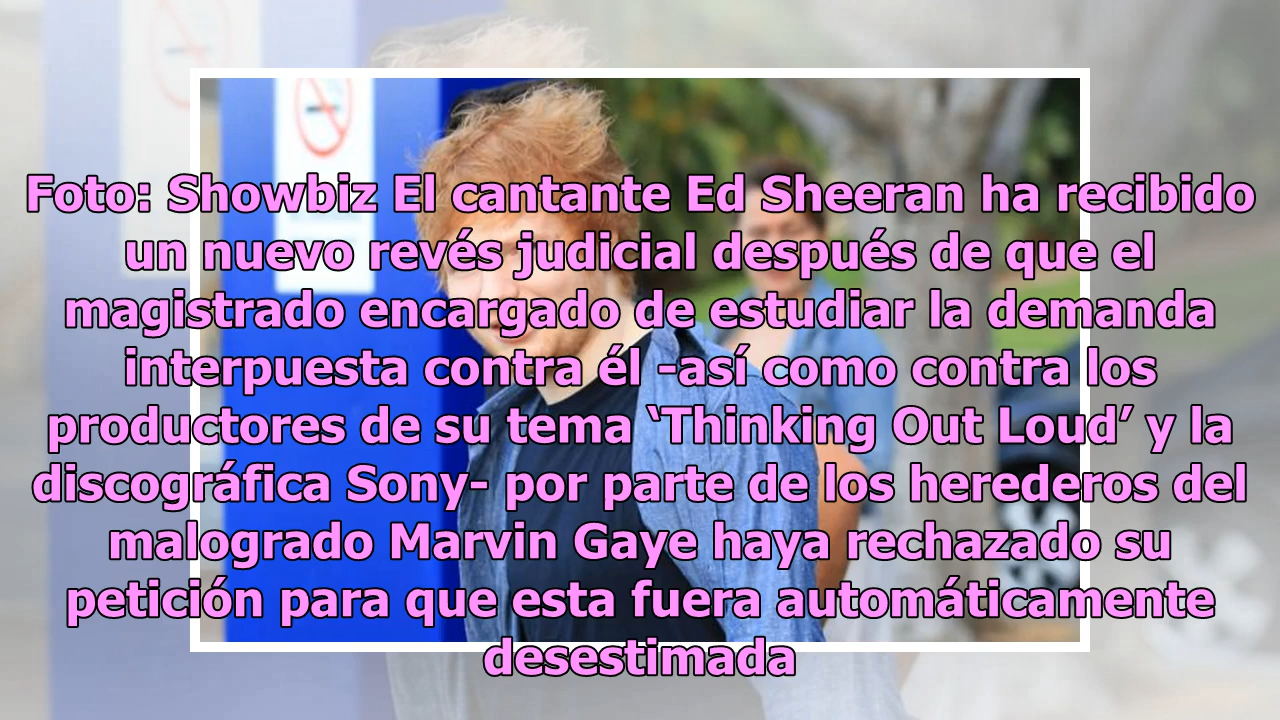 Foto: Showbiz El cantante Ed Sheeran ha recibido
un nuevo revés judicial después de que el
magistrado encargado de estudiar la demanda
interpuesta contra él -así como contra los
productores de su tema ‘Thinking Out Loud’ y la
discográfica Sony- por parte de los herederos del
malogrado Marvin Gaye haya rechazado su
petición para que esta fuera automáticamente
desestimada